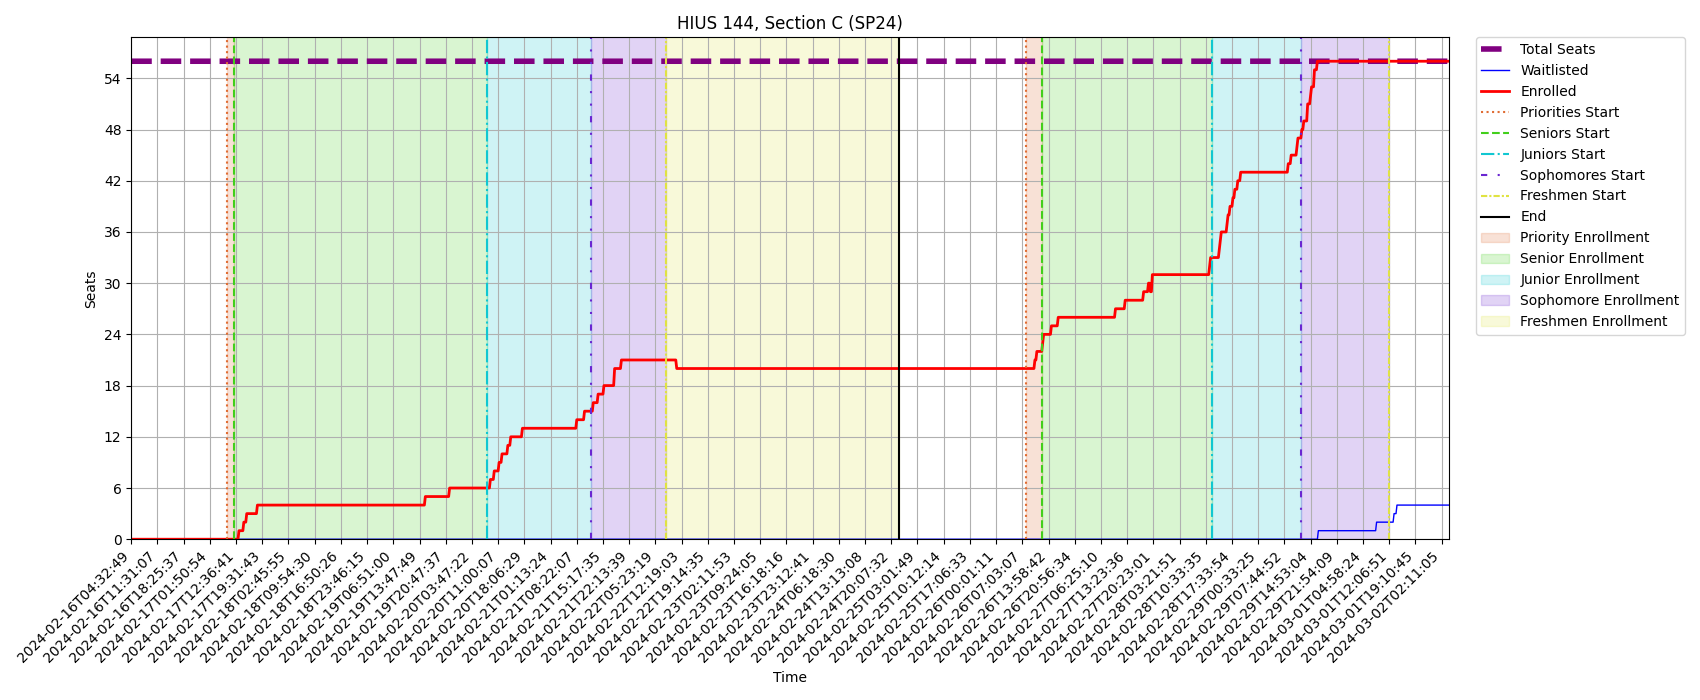 HIUS 144, Section C (SP24)
Seats
54
48
42
36
30
24
18
12
6
0
2024-02-16T04:32:49
2024-02-16T11:31:07
2024-02-16T18:25:37
2024-02-17T01:50:54
2024-02-17T12:36:41
2024-02-17T19:31:43
2024-02-18T02:45:55
2024-02-18T09:54:30
2024-02-18T16:50:26
2024-02-18T23:46:15
2024-02-19T06:51:00
2024-02-19T13:47:49
2024-02-19T20:47:37
2024-02-20T03:47:22
2024-02-20T11:00:07
2024-02-20T18:06:29
2024-02-21T01:13:24
2024-02-21T08:22:07
2024-02-21T15:17:35
2024-02-21T22:13:39
2024-02-22T05:23:19
2024-02-22T12:19:03
2024-02-22T19:14:35
2024-02-23T02:11:53
2024-02-23T09:24:05
2024-02-23T16:18:16
2024-02-23T23:12:41
2024-02-24T06:18:30
2024-02-24T13:13:08
2024-02-24T20:07:32
2024-02-25T03:01:49
2024-02-25T10:12:14
2024-02-25T17:06:33
2024-02-26T00:01:11
2024-02-26T07:03:07
2024-02-26T13:58:42
2024-02-26T20:56:34
2024-02-27T06:25:10
2024-02-27T13:23:36
2024-02-27T20:23:01
2024-02-28T03:21:51
2024-02-28T10:33:35
2024-02-28T17:33:54
2024-02-29T00:33:25
2024-02-29T07:44:52
2024-02-29T14:53:04
2024-02-29T21:54:09
2024-03-01T04:58:24
2024-03-01T12:06:51
2024-03-01T19:10:45
2024-03-02T02:11:05
Time
Total Seats
Waitlisted
Enrolled
Priorities Start
Seniors Start
Juniors Start
Sophomores Start
Freshmen Start
End
Priority Enrollment
Senior Enrollment
Junior Enrollment
Sophomore Enrollment
Freshmen Enrollment